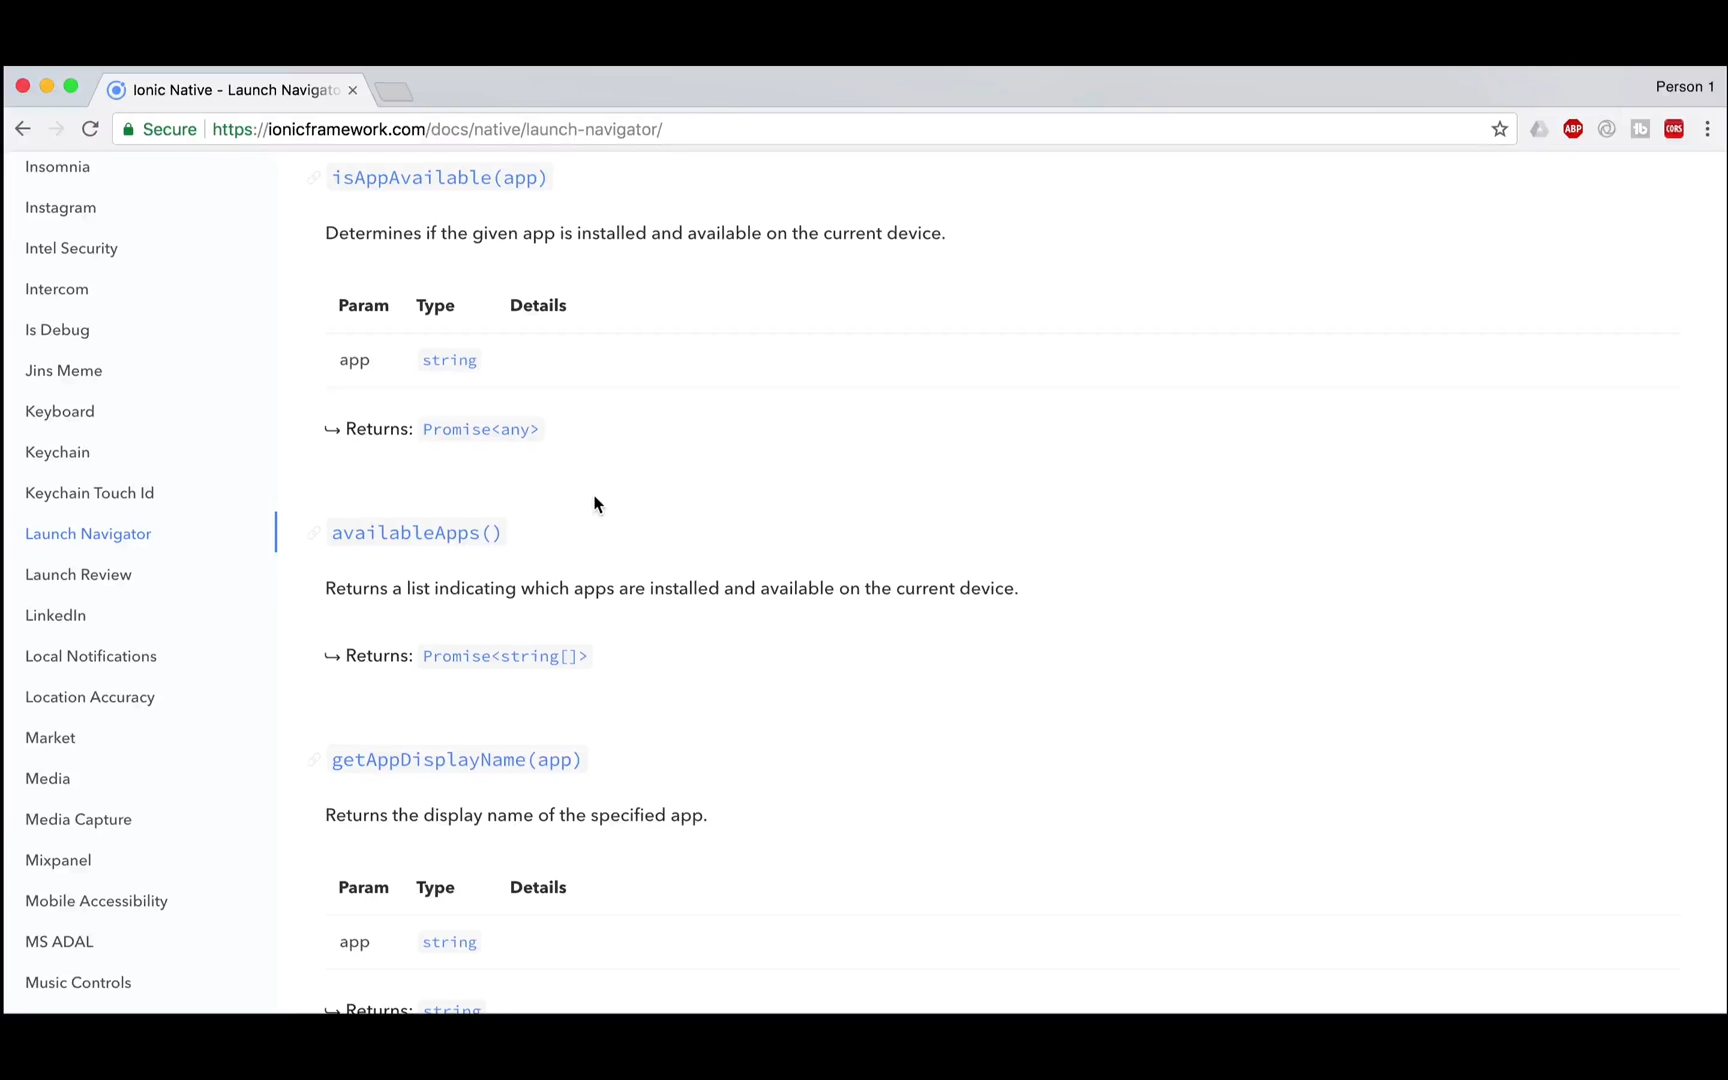 Ionic Native - Launch Navigato
Person 1
Secure
https://ionicframework.com/docs/native/launch-navigator/
ABP
tb
CORS
Insomnia
Instagram
Intel Security
Intercom
Is Debug
Jins Meme
Keyboard
Keychain
Keychain Touch Id
Launch Navigator
Launch Review
LinkedIn
Local Notifications
Location Accuracy
Market
Media
Media Capture
Mixpanel
Mobile Accessibility
MS ADAL
Music Controls
isAppAvailable(app)
Determines if the given app is installed and available on the current device.
Param Type Details
app string
Returns: Promise<any>
availableApps()
Returns a list indicating which apps are installed and available on the current device.
Returns: Promise<string[]>
getAppDisplayName(app)
Returns the display name of the specified app.
Param Type Details
app string
Returns: string